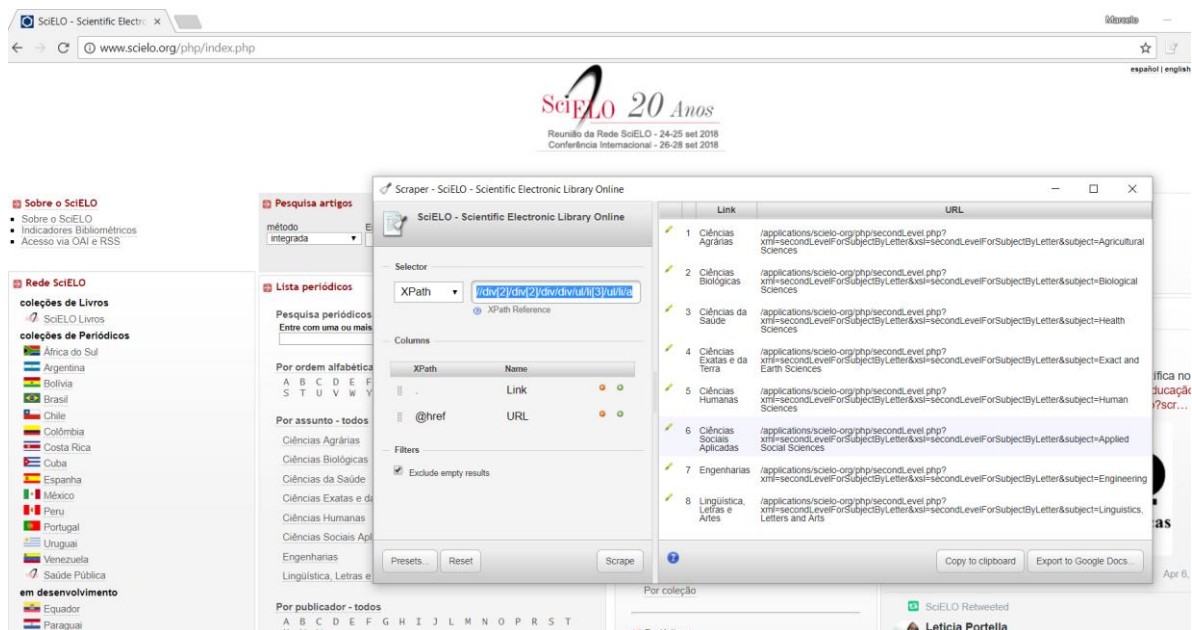 SciELO - Scientific Electro
Marcelo
www.scielo.org/php/index.php
español | english
SciELO 20 Anos
Reunião da Rede SciELO - 24-25 set 2018
Conferência Internacional - 26-28 set 2018
Sobre o SciELO
Sobre o SciELO
Indicadores Bibliométricos
Acesso via OAI e RSS
Rede SciELO
coleções de Livros
SciELO Livros
coleções de Periódicos
África do Sul
Argentina
Bolívia
Brasil
Chile
Colômbia
Costa Rica
Cuba
Espanha
México
Peru
Portugal
Uruguai
Venezuela
Saúde Pública
em desenvolvimento
Equador
Paraguai
Pesquisa artigos
método
integrada
Lista periódicos
Pesquisa periódicos
Entre com uma ou mais
Por ordem alfabética
A B C D E F
S T U V W Y
Por assunto - todos
Ciências Agrárias
Ciências Biológicas
Ciências da Saúde
Ciências Exatas e da
Ciências Humanas
Ciências Sociais Apl
Engenharias
Lingüística, Letras e
Por publicador - todos
A B C D E F G H I J L M N O P R S T
Scraper - SciELO - Scientific Electronic Library Online
SciELO - Scientific Electronic Library Online
Selector
XPath
//div[2]/div[2]/div/div/ul/li[3]/ul/li/a
XPath Reference
Columns
XPath Name
. Link
@href URL
Filters
Exclude empty results
Presets...
Reset
Scrape
Link URL
1 Ciências Agrárias
/applications/scielo-org/php/secondLevel.php?
xml=secondLevelForSubjectByLetter&xsl=secondLevelForSubjectByLetter&subject=Agricultural
Sciences
2 Ciências Biológicas
/applications/scielo-org/php/secondLevel.php?
xml=secondLevelForSubjectByLetter&xsl=secondLevelForSubjectByLetter&subject=Biological
Sciences
3 Ciências da Saúde
/applications/scielo-org/php/secondLevel.php?
xml=secondLevelForSubjectByLetter&xsl=secondLevelForSubjectByLetter&subject=Health
Sciences
4 Ciências Exatas e da Terra
/applications/scielo-org/php/secondLevel.php?
xml=secondLevelForSubjectByLetter&xsl=secondLevelForSubjectByLetter&subject=Exact and
Earth Sciences
5 Ciências Humanas
/applications/scielo-org/php/secondLevel.php?
xml=secondLevelForSubjectByLetter&xsl=secondLevelForSubjectByLetter&subject=Human
Sciences
6 Ciências Sociais Aplicadas
/applications/scielo-org/php/secondLevel.php?
xml=secondLevelForSubjectByLetter&xsl=secondLevelForSubjectByLetter&subject=Applied
Social Sciences
7 Engenharias
/applications/scielo-org/php/secondLevel.php?
xml=secondLevelForSubjectByLetter&xsl=secondLevelForSubjectByLetter&subject=Engineering
8 Lingüística, Letras e Artes
/applications/scielo-org/php/secondLevel.php?
xml=secondLevelForSubjectByLetter&xsl=secondLevelForSubjectByLetter&subject=Linguistics,
Letters and Arts
Copy to clipboard
Export to Google Docs...
Por coleção
ífica no
ducação
o?scr…
as
Apr 6,
SciELO Retweeted
Leticia Portella